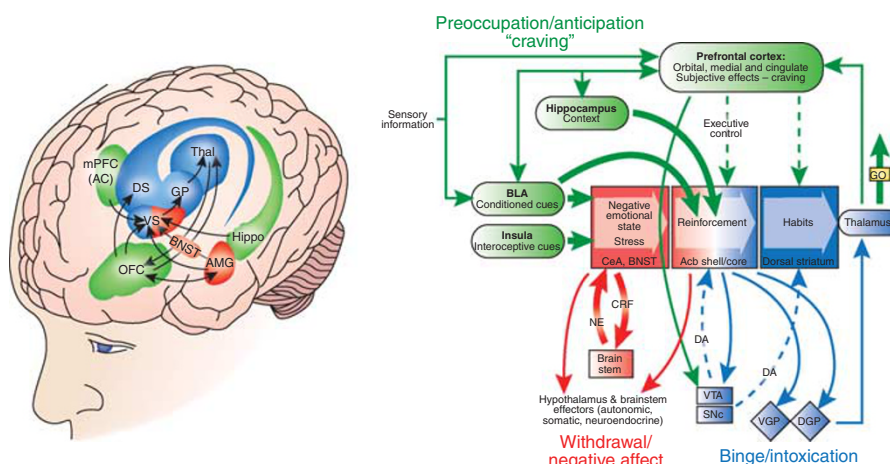 Preoccupation/anticipation
“craving”
Prefrontal cortex:
Orbital, medial and cingulate
Subjective effects – craving
Hippocampus
Context
Executive
control
Sensory
information
GO
BLA
Conditioned cues
Insula
Interoceptive cues
Negative
emotional
state
Stress
CeA, BNST
Reinforcement
Acb shell/core
Habits
Dorsal striatum
Thalamus
NE
CRF
Brain
stem
DA
DA
VTA
SNc
VGP
DGP
Hypothalamus & brainstem
effectors (autonomic,
somatic, neuroendocrine)
Withdrawal/
negative affect
Binge/intoxication
mPFC
(AC)
Thal
DS
GP
VS
BNST
Hippo
OFC
AMG